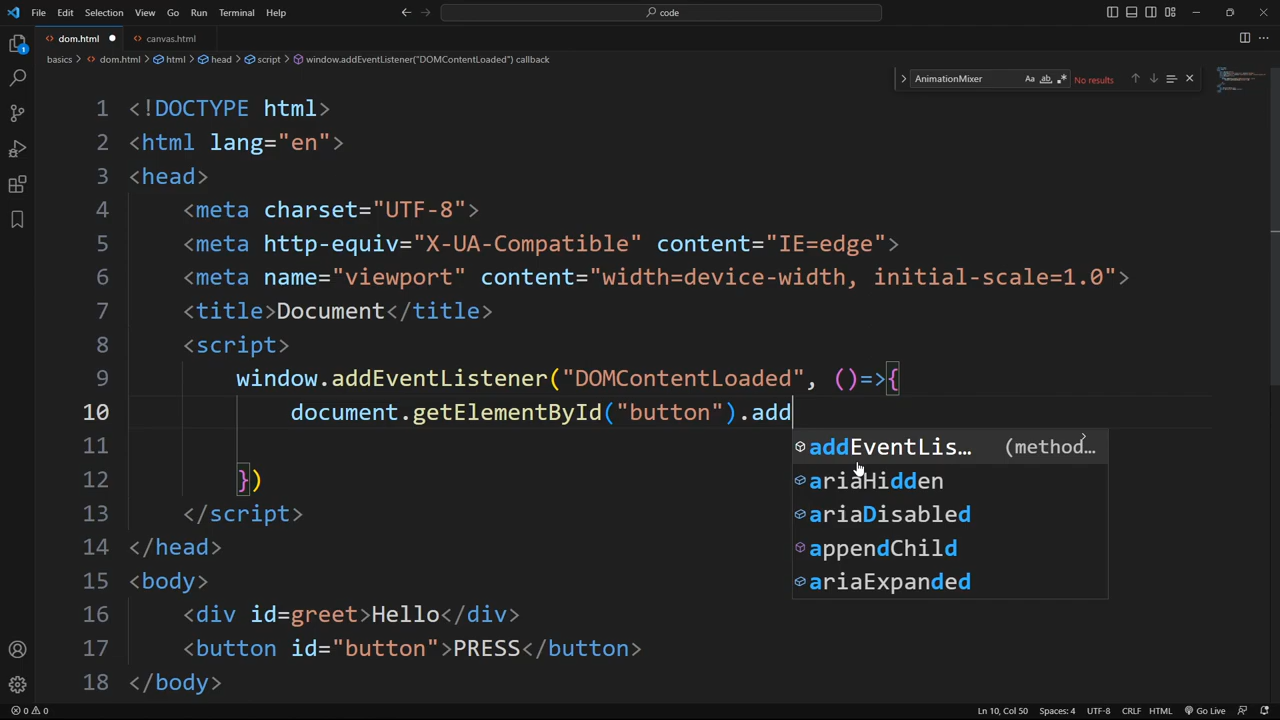 File Edit Selection View Go Run Terminal Help
code
dom.html
canvas.html
basics > dom.html > html > head > script > window.addEventListener("DOMContentLoaded") callback
AnimationMixer Aa ab .* No results
1 <!DOCTYPE html>
2 <html lang="en">
3 <head>
4 <meta charset="UTF-8">
5 <meta http-equiv="X-UA-Compatible" content="IE=edge">
6 <meta name="viewport" content="width=device-width, initial-scale=1.0">
7 <title>Document</title>
8 <script>
9 window.addEventListener("DOMContentLoaded", ()=>{
10 document.getElementById("button").add
11
addEventLis… (method…
ariaHidden
12 })
ariaDisabled
13 </script>
appendChild
14 </head>
ariaExpanded
15 <body>
16 <div id=greet>Hello</div>
17 <button id="button">PRESS</button>
18 </body>
1
0 0
Ln 10, Col 50 Spaces: 4 UTF-8 CRLF HTML Go Live